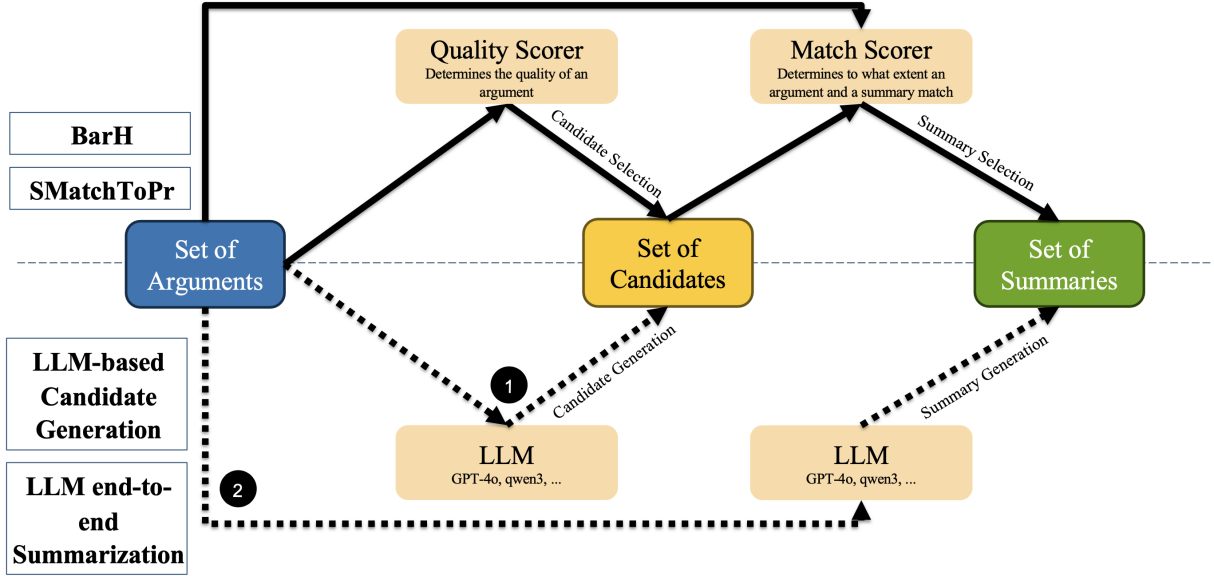 Quality Scorer
Determines the quality of an
argument
Match Scorer
Determines to what extent an
argument and a summary match
BarH
SMatchToPr
Candidate Selection
Summary Selection
Set of
Arguments
Set of
Candidates
Set of
Summaries
LLM-based
Candidate
Generation
1
Candidate Generation
Summary Generation
LLM
GPT-4o, qwen3, ...
LLM
GPT-4o, qwen3, ...
LLM end-to-
end
Summarization
2